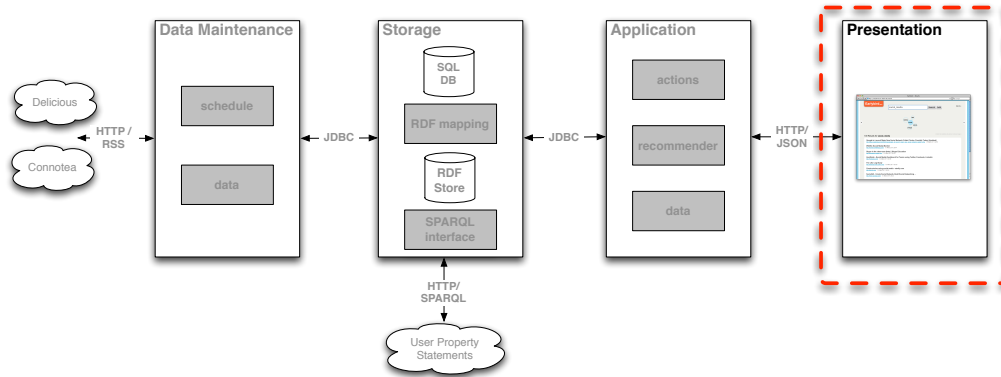 Data Maintenance
Storage
Application
Presentation
SQL
DB
actions
Delicious
schedule
RDF mapping
HTTP /
RSS
JDBC
JDBC
recommender
HTTP/
JSON
Connotea
RDF
Store
data
data
SPARQL
interface
HTTP/
SPARQL
User Property
Statements